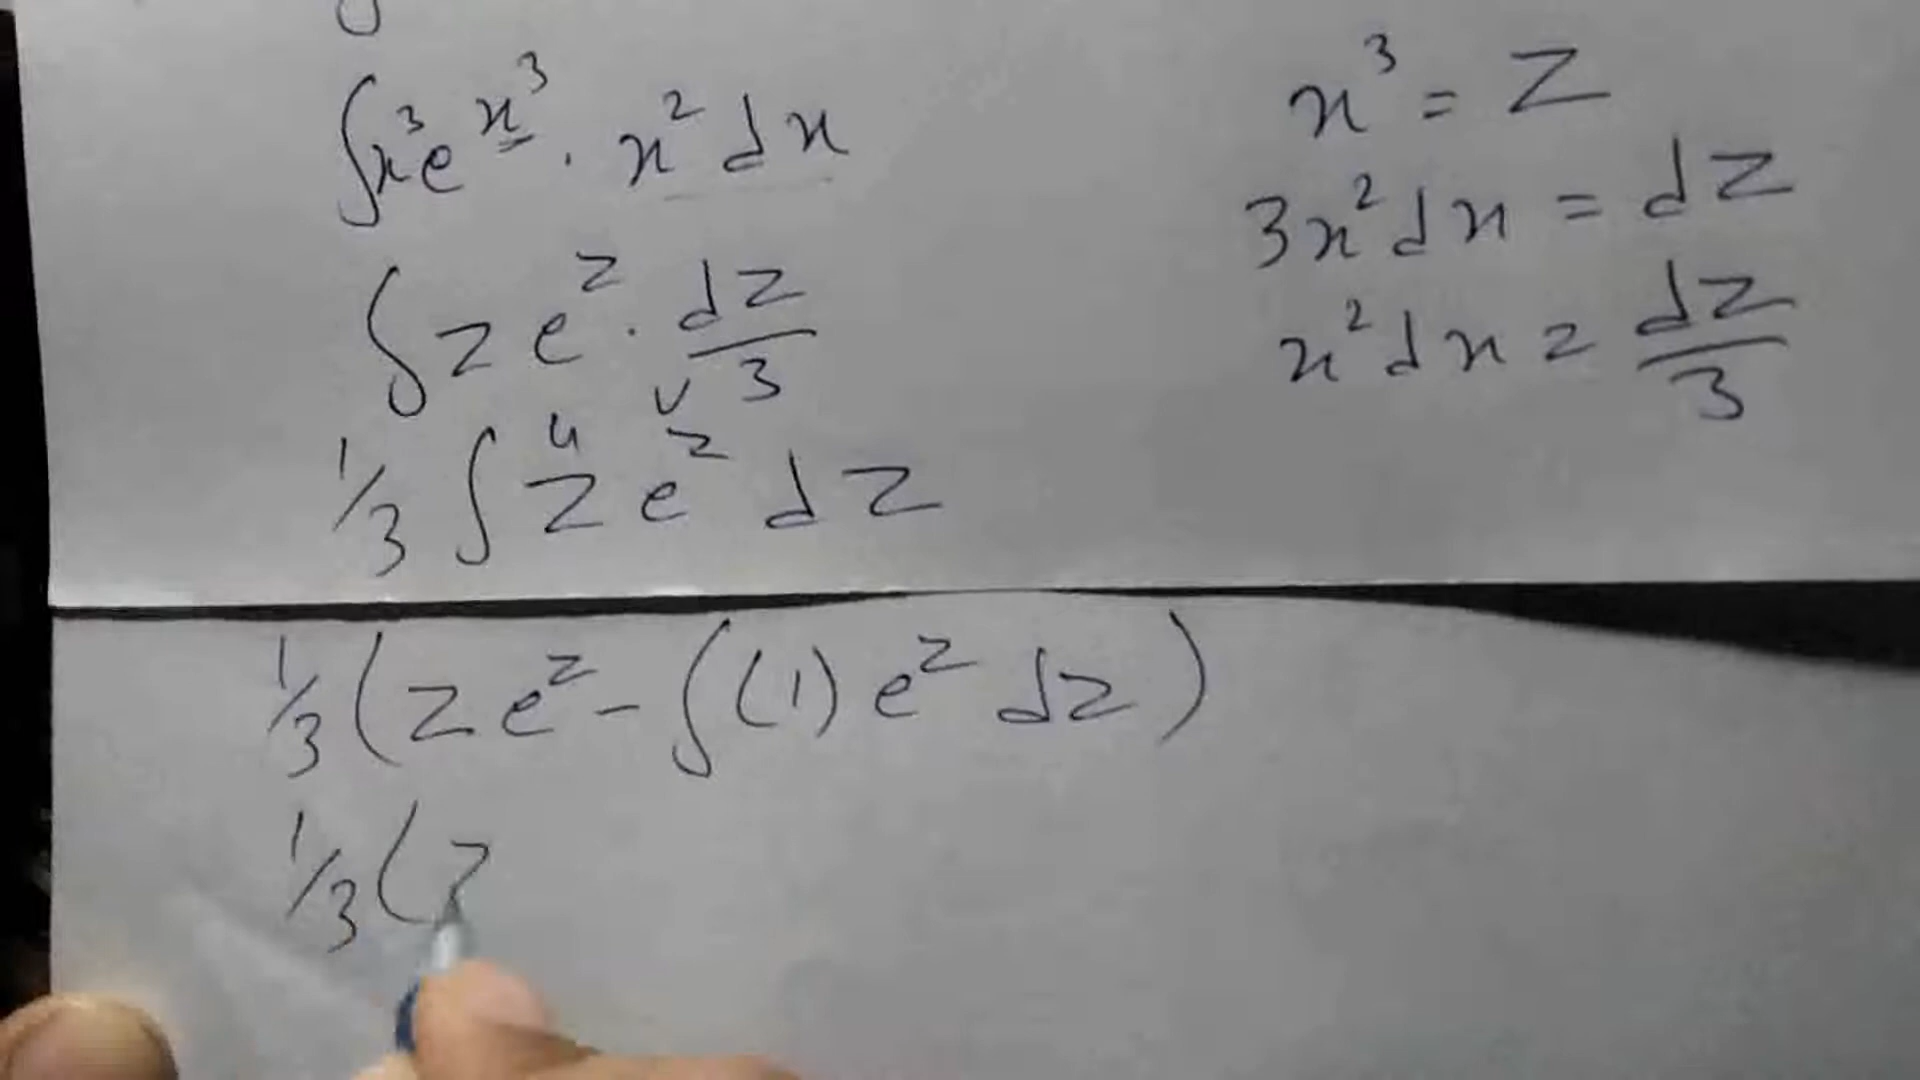 ∫x³e^x³ . x² dx
x³ = z
3x² dx = dz
∫ z e^z . dz/3
x² dx = dz/3
u v
1/3 ∫ z e^z dz
1/3 ( z e^z - ∫ (1) e^z dz )
1/3 ( z